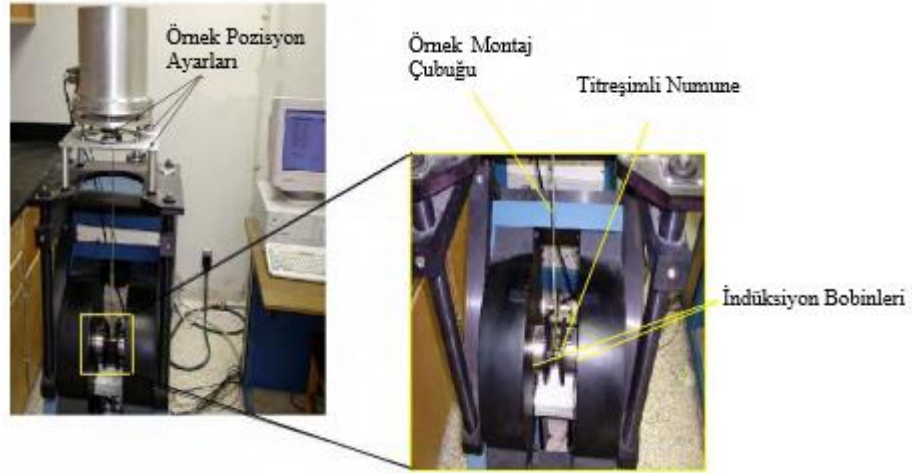 Örnek Pozisyon
Ayarları
Örnek Montaj
Çubuğu
Titreşimli Numune
İndüksiyon Bobinleri